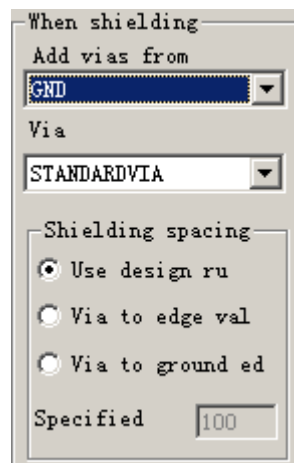 When shielding
Add vias from
GND
Via
STANDARDVIA
Shielding spacing
Use design ru
Via to edge val
Via to ground ed
Specified 100